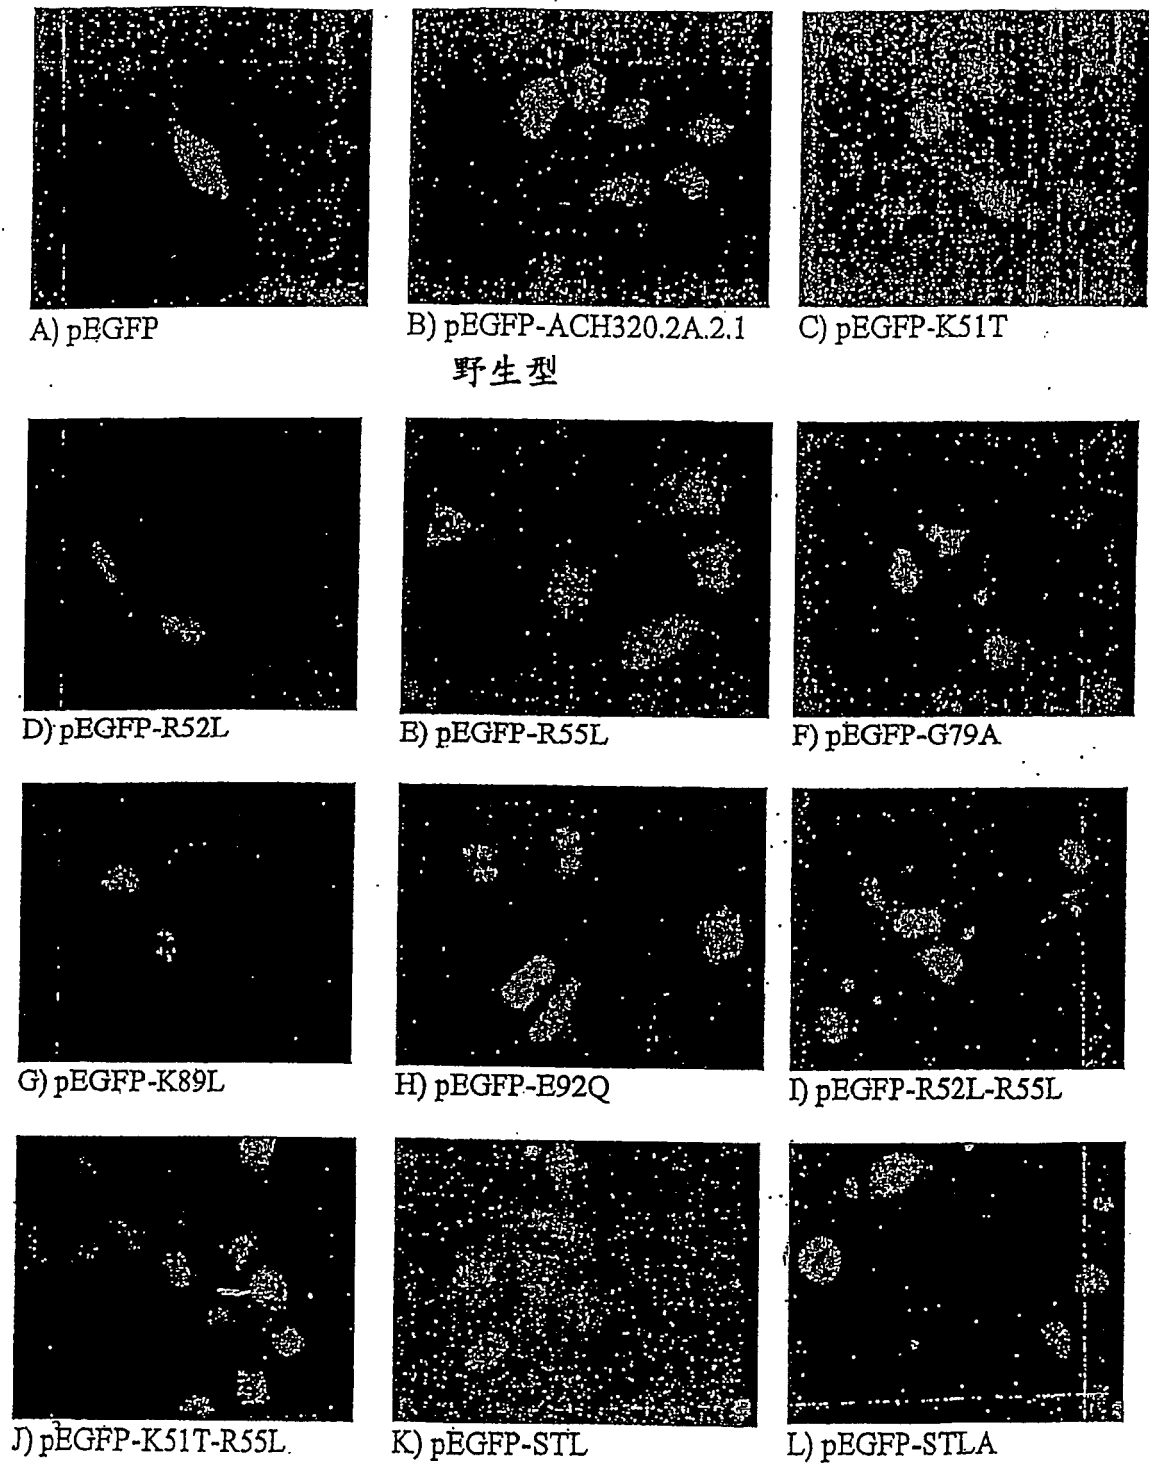 A) pEGFP
B) pEGFP-ACH320.2A.2.1
野生型
C) pEGFP-K51T
D) pEGFP-R52L
E) pEGFP-R55L
F) pEGFP-G79A
G) pEGFP-K89L
H) pEGFP-E92Q
I) pEGFP-R52L-R55L
J) pEGFP-K51T-R55L
K) pEGFP-STL
L) pEGFP-STLA